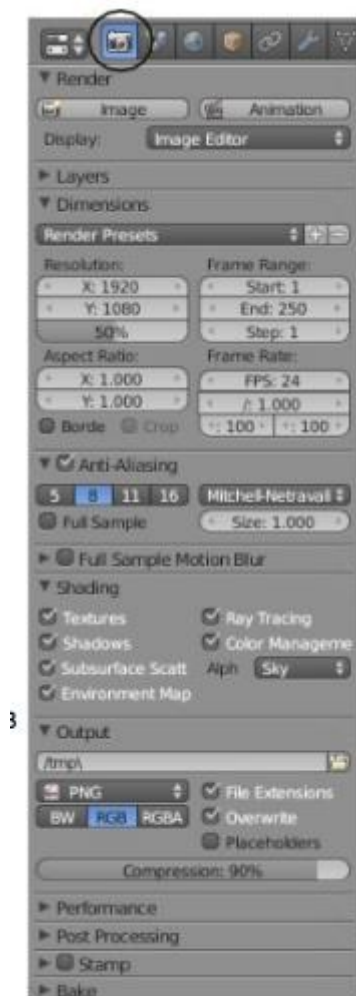 Render
Image Animation
Display: Image Editor
Layers
Dimensions
Render Presets
Resolution: Frame Range:
X: 1920 Start: 1
Y: 1080 End: 250
50% Step: 1
Aspect Ratio: Frame Rate:
X: 1.000 FPS: 24
Y: 1.000 /: 1.000
Borde Crop : 100 : 100
Anti-Aliasing
5 8 11 16 Mitchell-Netravali
Full Sample Size: 1.000
Full Sample Motion Blur
Shading
Textures Ray Tracing
Shadows Color Manageme
Subsurface Scatt Alph Sky
Environment Map
Output
/tmp\
PNG File Extensions
BW RGB RGBA Overwrite
Placeholders
Compression: 90%
Performance
Post Processing
Stamp
Bake